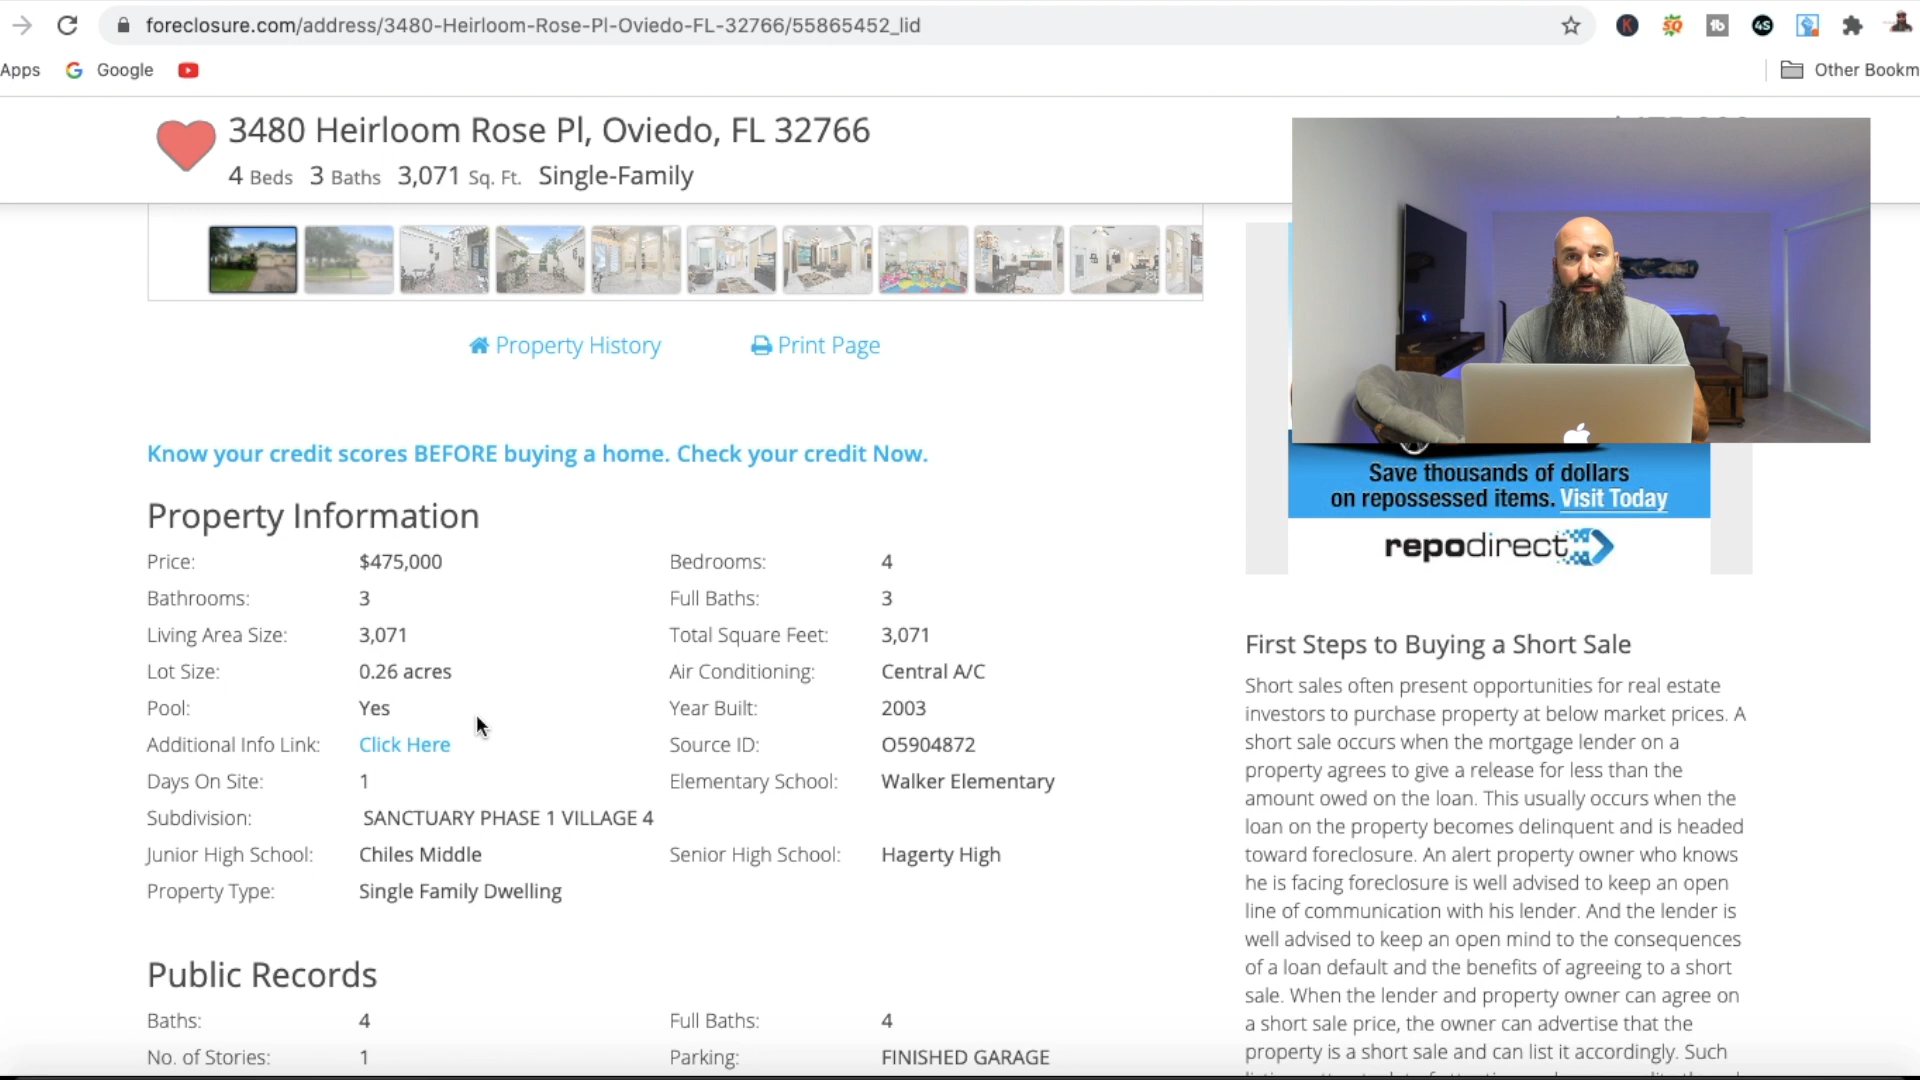 foreclosure.com/address/3480-Heirloom-Rose-Pl-Oviedo-FL-32766/55865452_lid
K
SQ
tb
4S
Apps
G Google
Other Bookm
3480 Heirloom Rose Pl, Oviedo, FL 32766
4 Beds 3 Baths 3,071 Sq. Ft. Single-Family
Property History
Print Page
Know your credit scores BEFORE buying a home. Check your credit Now.
Property Information
Price: $475,000 Bedrooms: 4
Bathrooms: 3 Full Baths: 3
Living Area Size: 3,071 Total Square Feet: 3,071
Lot Size: 0.26 acres Air Conditioning: Central A/C
Pool: Yes Year Built: 2003
Additional Info Link: Click Here Source ID: O5904872
Days On Site: 1 Elementary School: Walker Elementary
Subdivision: SANCTUARY PHASE 1 VILLAGE 4
Junior High School: Chiles Middle Senior High School: Hagerty High
Property Type: Single Family Dwelling
Public Records
Baths: 4 Full Baths: 4
No. of Stories: 1 Parking: FINISHED GARAGE
Save thousands of dollars
on repossessed items. Visit Today
repodirect
First Steps to Buying a Short Sale
Short sales often present opportunities for real estate
investors to purchase property at below market prices. A
short sale occurs when the mortgage lender on a
property agrees to give a release for less than the
amount owed on the loan. This usually occurs when the
loan on the property becomes delinquent and is headed
toward foreclosure. An alert property owner who knows
he is facing foreclosure is well advised to keep an open
line of communication with his lender. And the lender is
well advised to keep an open mind to the consequences
of a loan default and the benefits of agreeing to a short
sale. When the lender and property owner can agree on
a short sale price, the owner can advertise that the
property is a short sale and can list it accordingly. Such